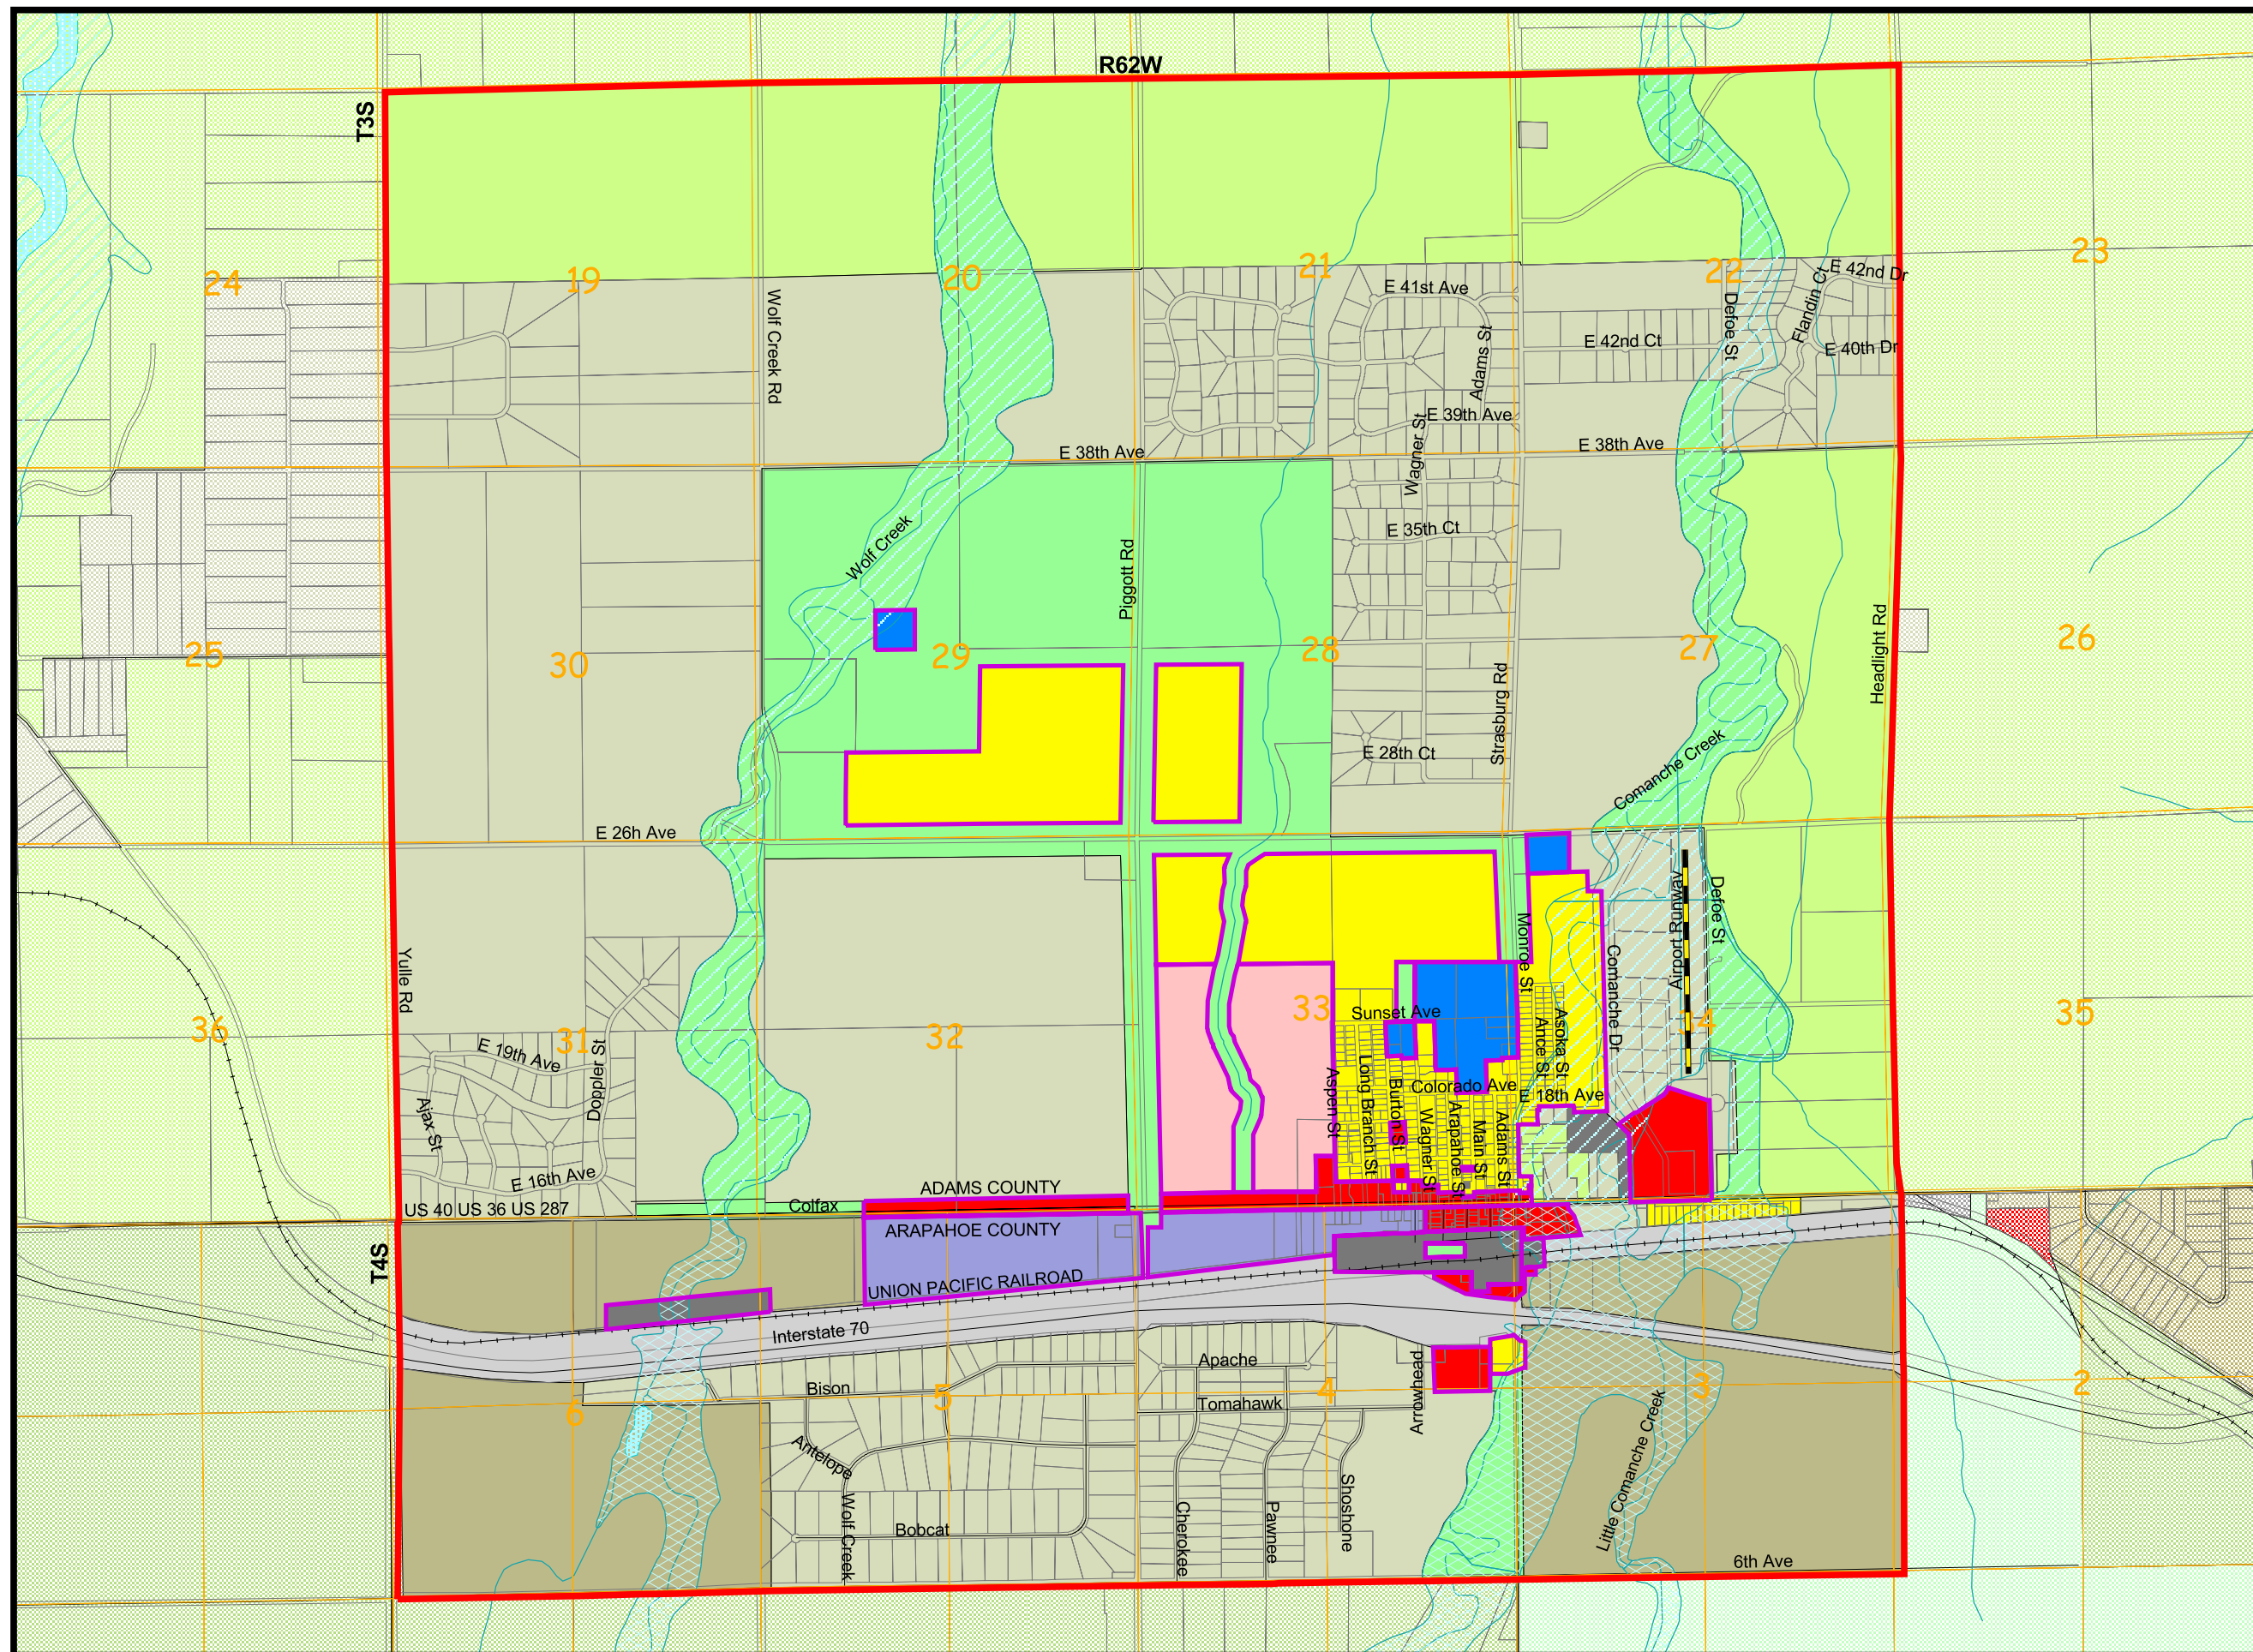 R62W
T3S
24
19
20
21
22
23
E 42nd Dr
Flandin Ct
E 41st Ave
Wolf Creek Rd
Defoe St
Adams St
E 42nd Ct
E 40th Dr
E 39th Ave
Wagner St
E 38th Ave
E 38th Ave
E 35th Ct
Wolf Creek
Piggott Rd
25
30
29
28
27
26
Headlight Rd
Strasburg Rd
E 28th Ct
Comanche Creek
E 26h Ave
Airport Runway
Defoe St
Monroe St
Comanche Dr
Yulle Rd
36
31
32
33
34
35
Sunset Ave
Asoka St
Ance St
E 19th Ave
Doppler St
Ajax St
Aspen St
Long Branch St
Burton St
Colorado Ave
E 18th Ave
Wagner St
Arapahoe St
Main St
Adams St
E 16th Ave
ADAMS COUNTY
US 40 US 36 US 287
Colfax
ARAPAHOE COUNTY
T4S
UNION PACIFIC RAILROAD
Interstate 70
Apache
Bison
Arrowhead
6
5
4
3
2
Tomahawk
Antelope
Wolf Creek
Bobcat
Cherokee
Pawnee
Shoshone
Little Comanche Creek
6th Ave